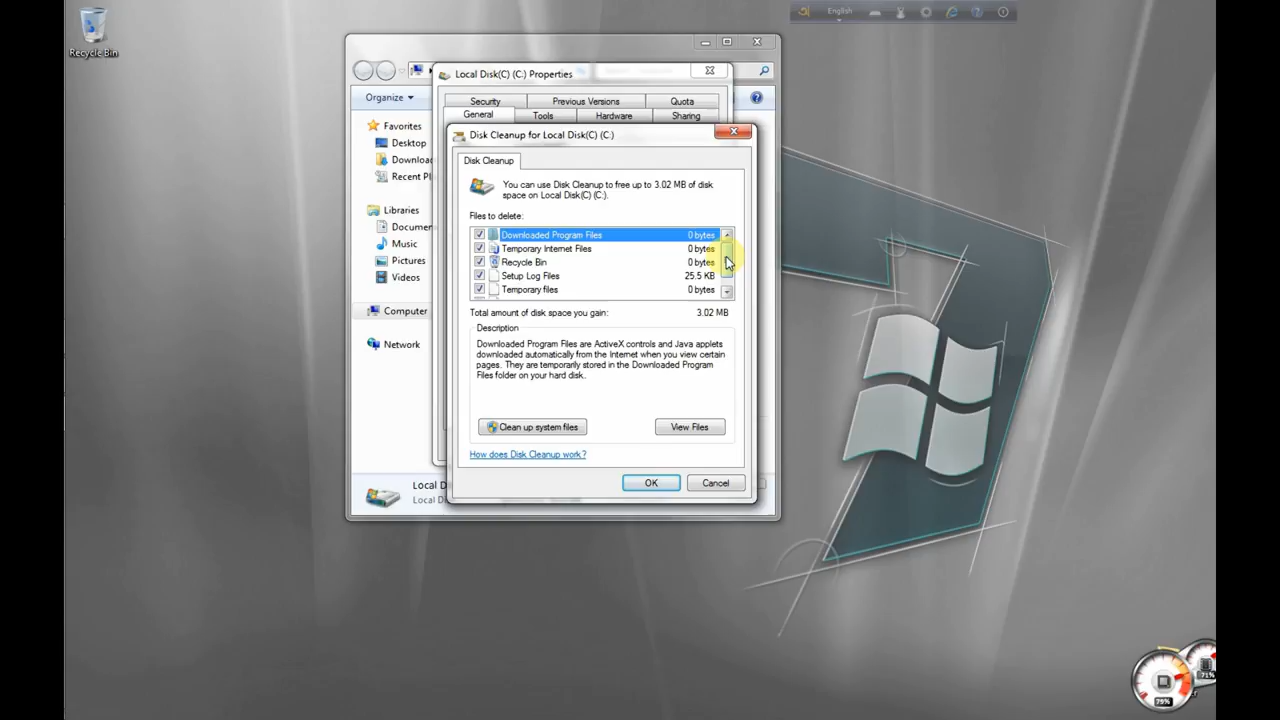 Recycle Bin
English
Local Disk(C) (C:) Properties
Organize
Security
Previous Versions
Quota
General
Tools
Hardware
Sharing
Favorites
Desktop
Recent
Libraries
Music
Pictures
Videos
Computer
Network
Disk Cleanup for Local Disk(C) (C:)
Disk Cleanup
You can use Disk Cleanup to free up to 3.02 MB of disk
space on Local Disk(C) (C:).
Files to delete:
Downloaded Program Files 0 bytes
Temporary Internet Files 0 bytes
Recycle Bin 0 bytes
Setup Log Files 25.5 KB
Temporary files 0 bytes
Total amount of disk space you gain: 3.02 MB
Description
Downloaded Program Files are ActiveX controls and Java applets
downloaded automatically from the Internet when you view certain
pages. They are temporarily stored in the Downloaded Program
Files folder on your hard disk.
Clean up system files
View Files
How does Disk Cleanup work?
OK
Cancel
Local
Local
79%
71%